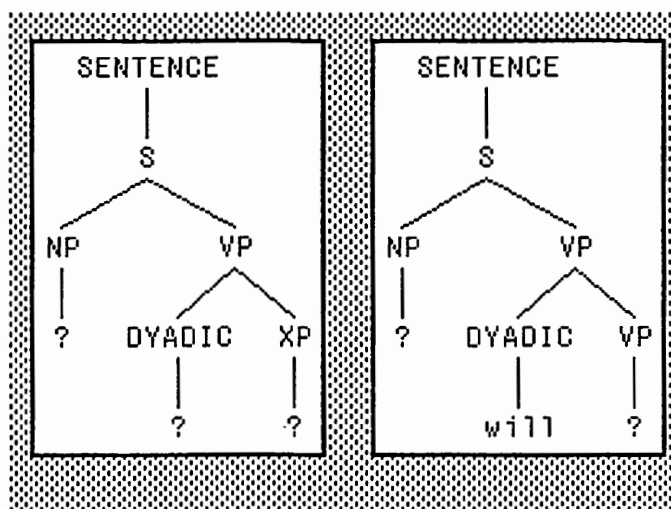 SENTENCE
S
NP VP
? DYADIC XP
? ?
SENTENCE
S
NP VP
? DYADIC VP
will ?